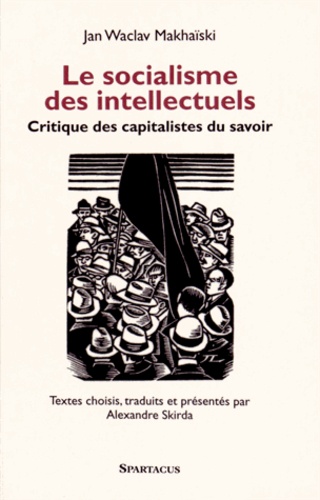 Jan Waclav Makhaïski
Le socialisme
des intellectuels
Critique des capitalistes du savoir
Textes choisis, traduits et présentés par
Alexandre Skirda
SPARTACUS